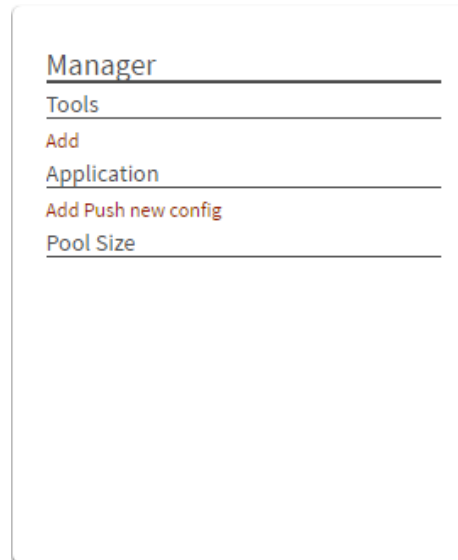 Manager
Tools
Add
Application
Add Push new config
Pool Size